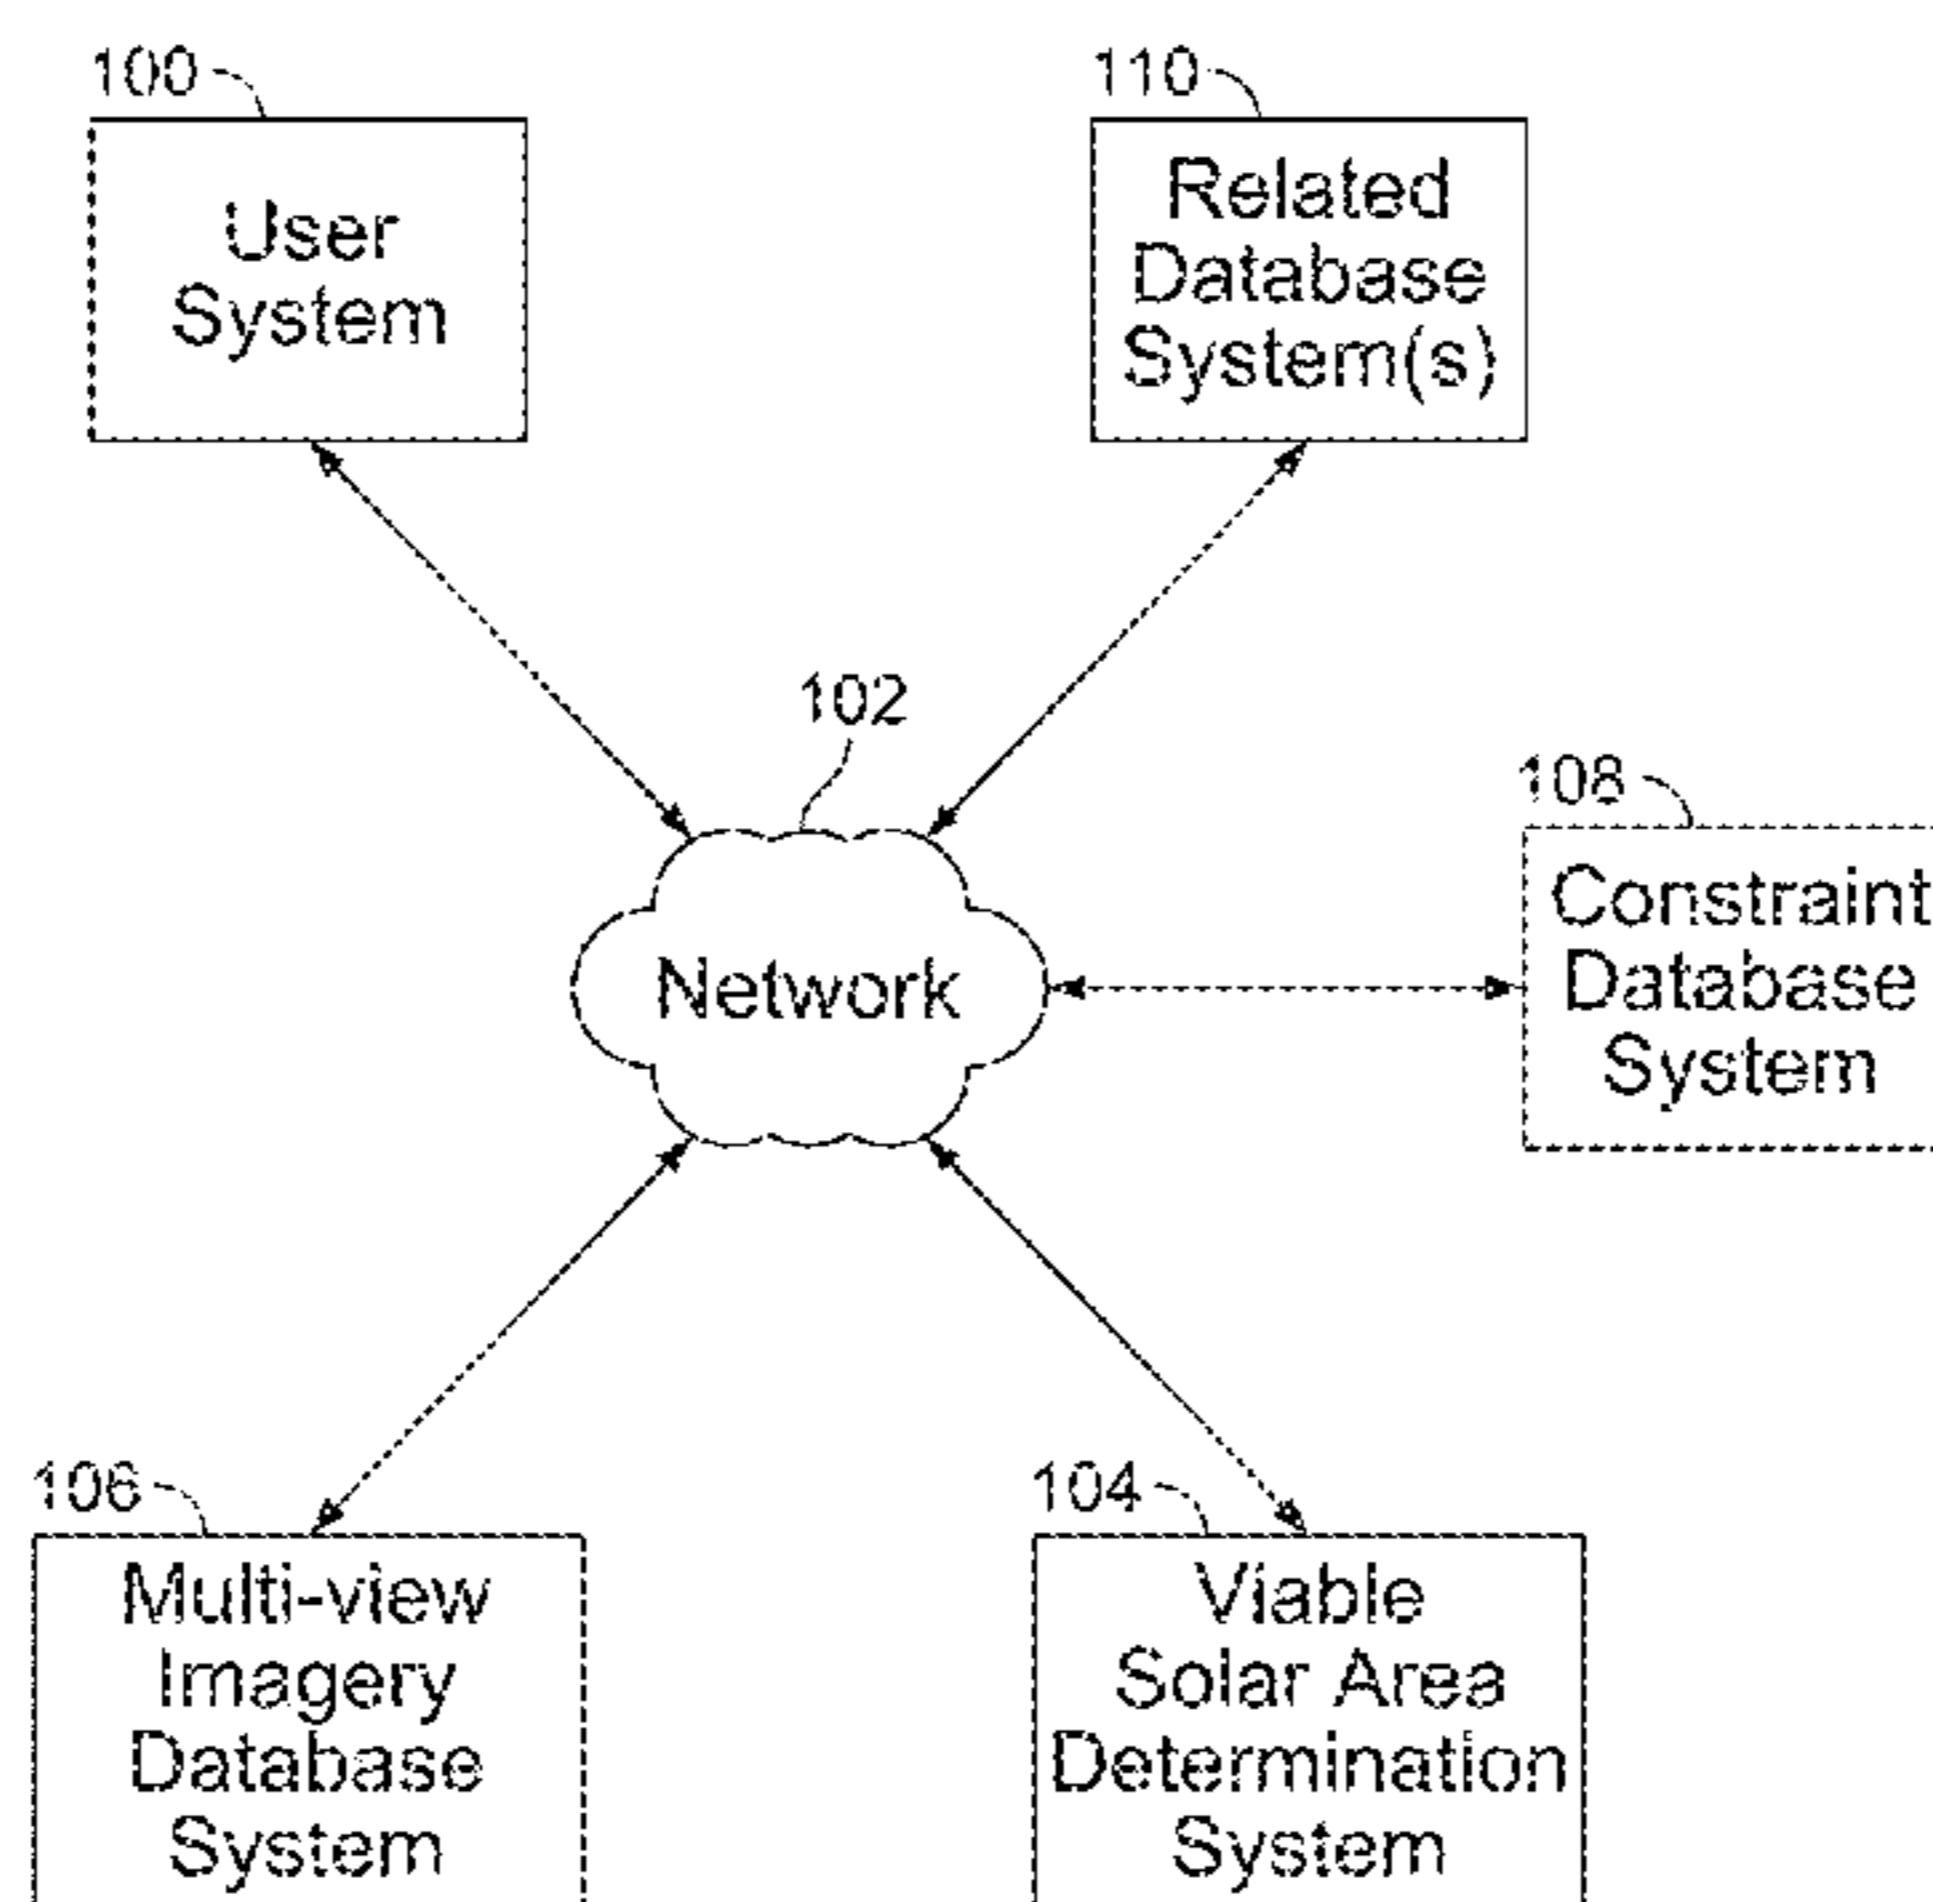 100
110
User
System
Related
Database
System(s)
102
108
Network
Constraint
Database
System
106
104
Multi-view
Imagery
Database
System
Viable
Solar Area
Determination
System